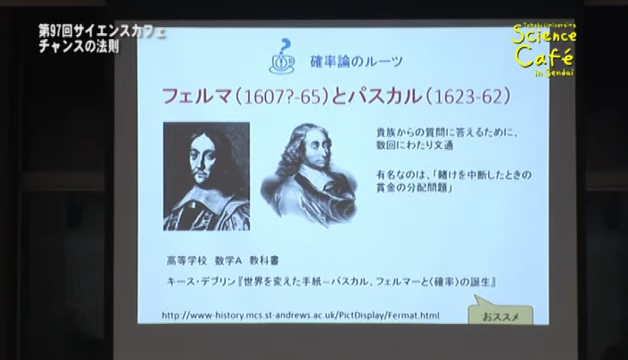 第97回サイエンスカフェ
チャンスの法則
Tohoku University
Science
Café
in Sendai
確率論のルーツ
フェルマ(1607?-65)とパスカル(1623-62)
貴族からの質問に答えるために、
数回にわたり文通
有名なのは、「賭けを中断したときの
賞金の分配問題」
高等学校 数学A 教科書
キース・デブリン『世界を変えた手紙―パスカル、フェルマーと〈確率〉の誕生』
http://www-history.mcs.st-andrews.ac.uk/PictDisplay/Fermat.html
おススメ